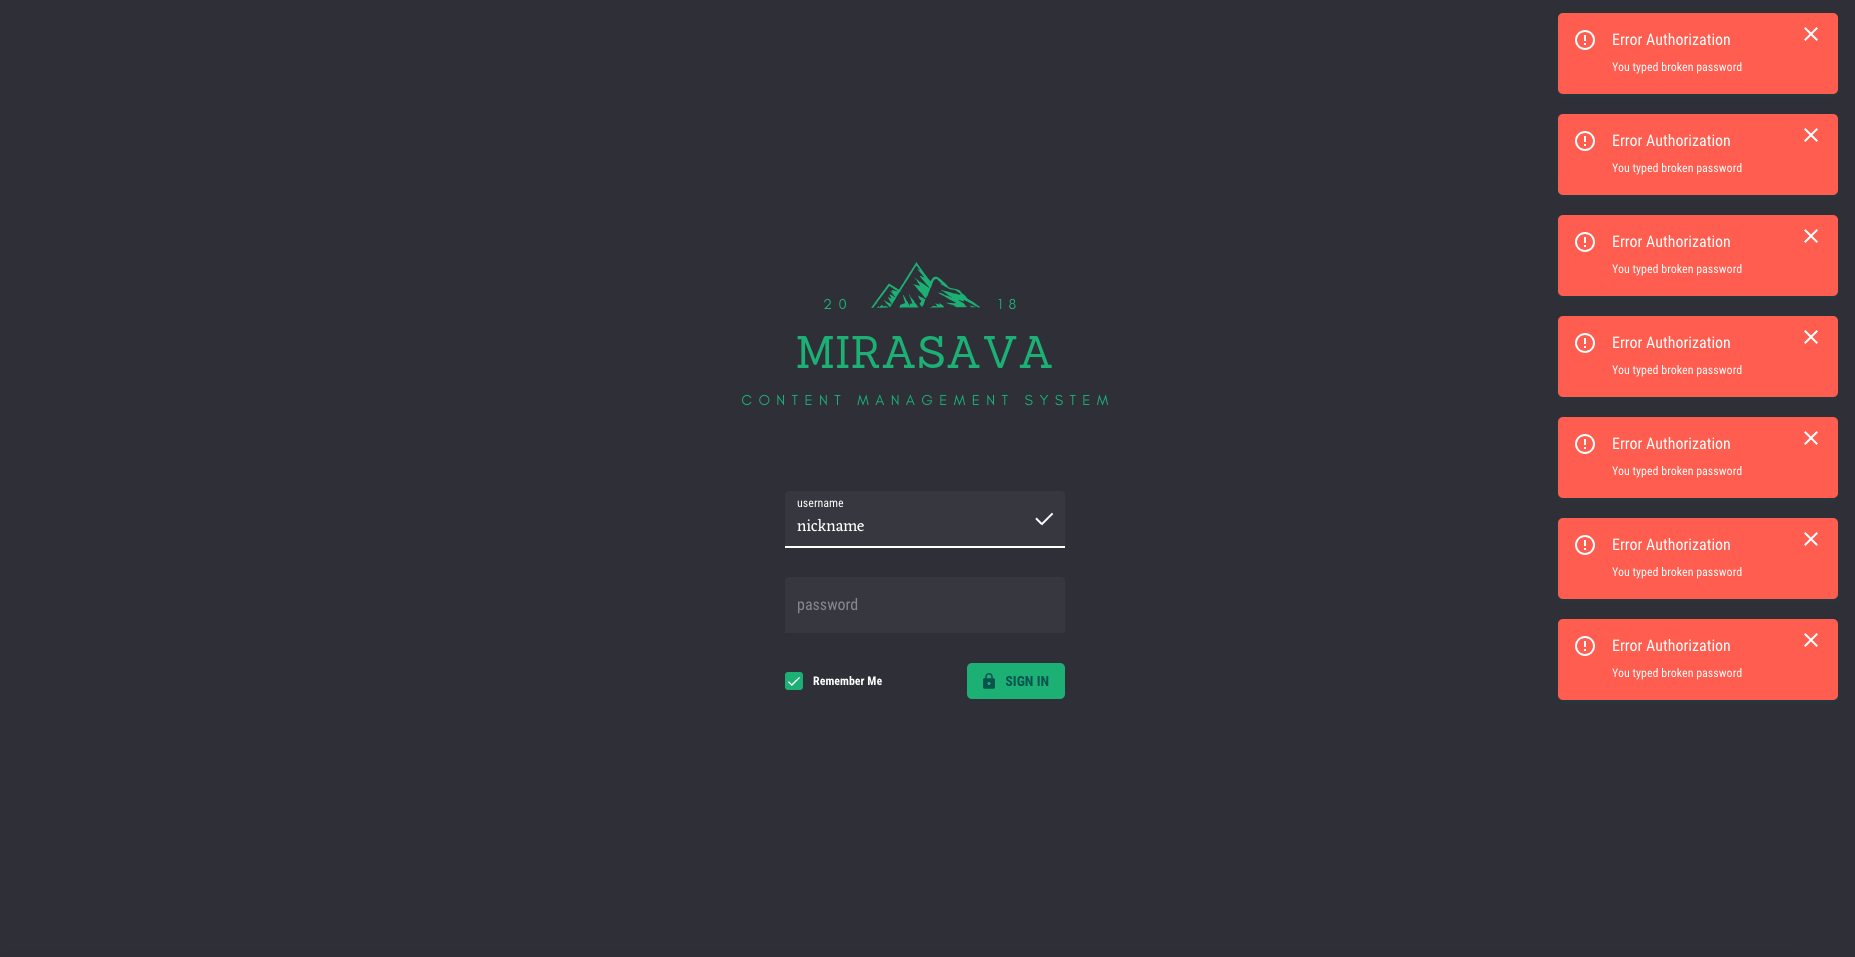 20 18
MIRASAVA
CONTENT MANAGEMENT SYSTEM
username
nickname
password
Remember Me
SIGN IN
Error Authorization
You typed broken password
Error Authorization
You typed broken password
Error Authorization
You typed broken password
Error Authorization
You typed broken password
Error Authorization
You typed broken password
Error Authorization
You typed broken password
Error Authorization
You typed broken password